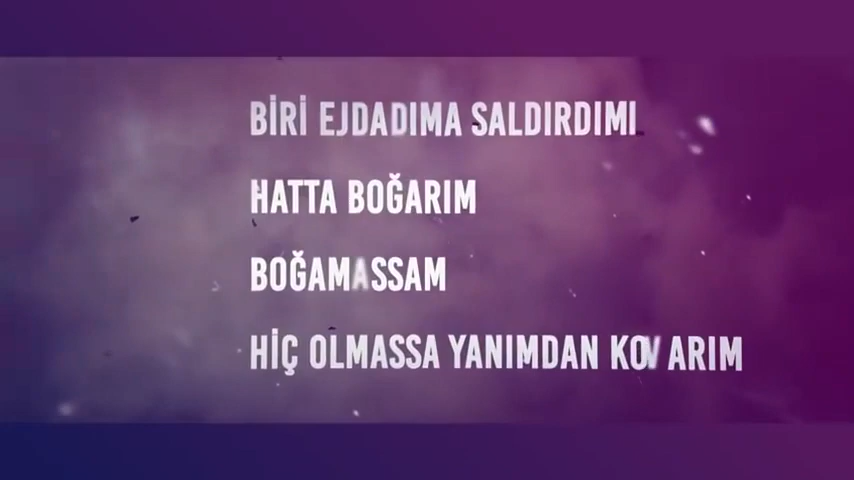 BİRİ EJDADIMA SALDIRDIMI
HATTA BOĞARIM
BOĞAMASSAM
HİÇ OLMASSA YANIMDAN KOVARIM